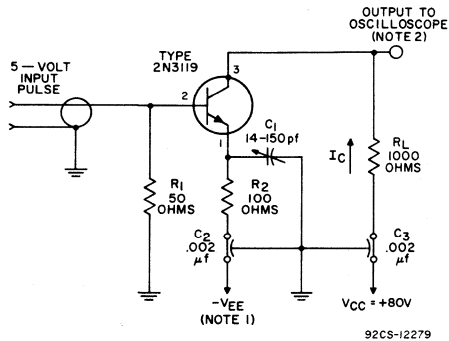 OUTPUT TO
OSCILLOSCOPE
(NOTE 2)
5-VOLT
INPUT
PULSE
TYPE
2N3119
3
2
1
C1
14-150 pf
IC
RL
1000
OHMS
R1
50
OHMS
R2
100
OHMS
C2
.002
μf
C3
.002
μf
-VEE
(NOTE 1)
VCC = +80V
92CS-12279